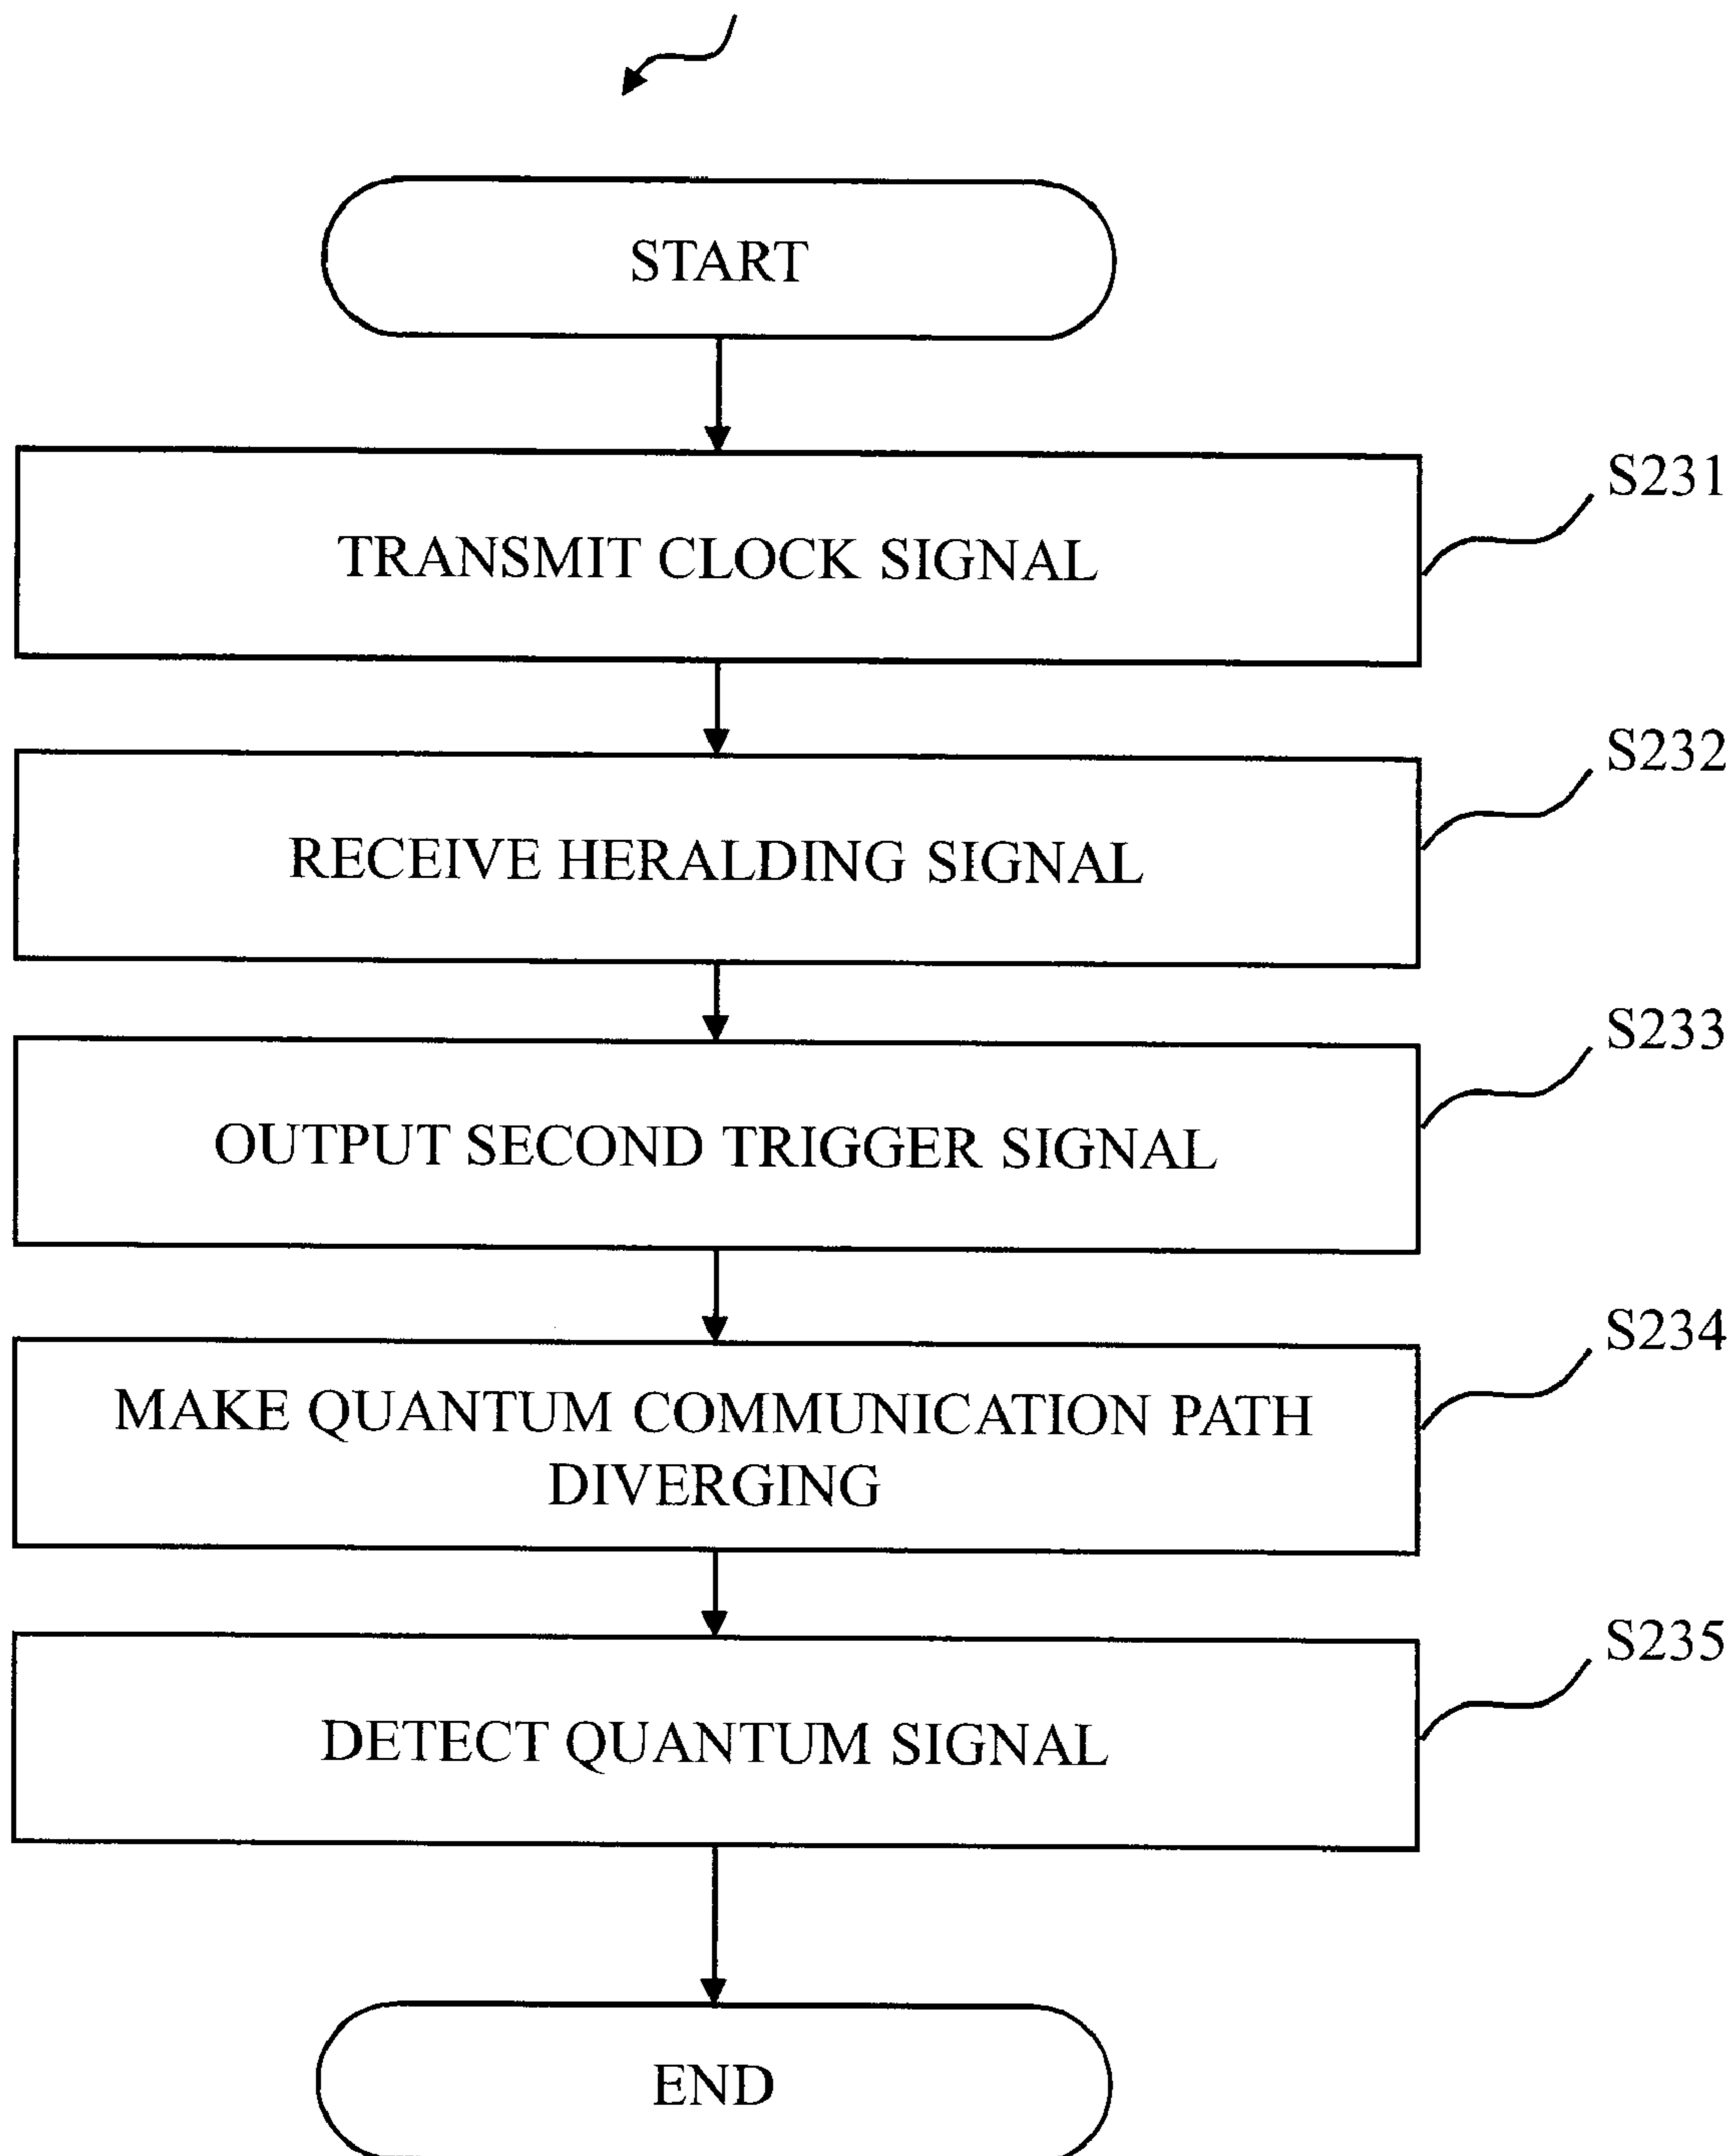 START
TRANSMIT CLOCK SIGNAL
S231
RECEIVE HERALDING SIGNAL
S232
OUTPUT SECOND TRIGGER SIGNAL
S233
MAKE QUANTUM COMMUNICATION PATH
DIVERGING
S234
DETECT QUANTUM SIGNAL
S235
END